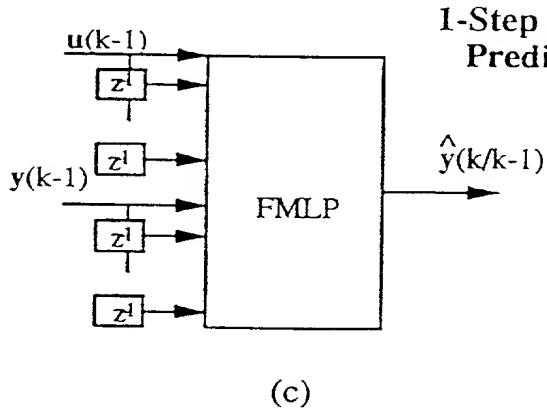 1-Step
Predi
u(k-1)
z¹
z¹
y(k-1)
z¹
z¹
FMLP
ŷ(k/k-1)
(c)